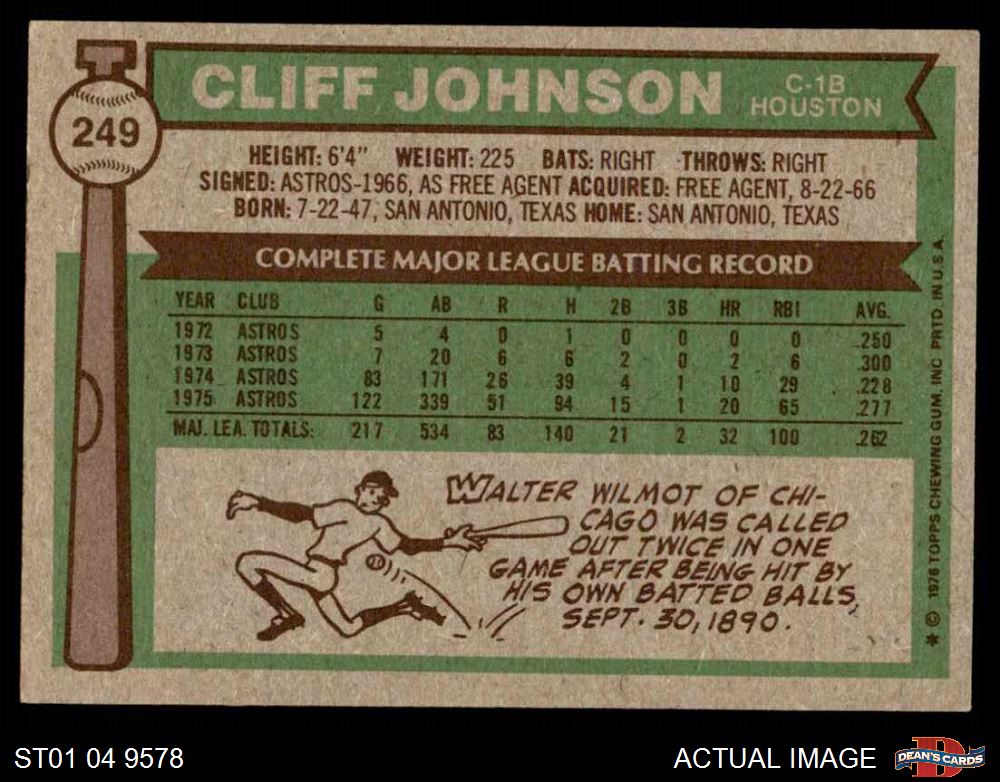 249
CLIFF JOHNSON
C-1B
HOUSTON
HEIGHT: 6'4" WEIGHT: 225 BATS: RIGHT THROWS: RIGHT
SIGNED: ASTROS-1966, AS FREE AGENT ACQUIRED: FREE AGENT, 8-22-66
BORN: 7-22-47, SAN ANTONIO, TEXAS HOME: SAN ANTONIO, TEXAS
COMPLETE MAJOR LEAGUE BATTING RECORD
YEAR CLUB G AB R H 2B 3B HR RBI AVG.
1972 ASTROS 5 4 0 1 0 0 0 0 .250
1973 ASTROS 7 20 6 6 2 0 2 6 .300
1974 ASTROS 83 171 26 39 4 1 10 29 .228
1975 ASTROS 122 339 51 94 15 1 20 65 .277
MAJ. LEA. TOTALS: 217 534 83 140 21 2 32 100 .262
WALTER WILMOT OF CHI-
CAGO WAS CALLED
OUT TWICE IN ONE
GAME AFTER BEING HIT BY
HIS OWN BATTED BALLS,
SEPT. 30, 1890.
* © 1976 TOPPS CHEWING GUM, INC PRTD. IN U.S.A.
ST01 04 9578
ACTUAL IMAGE
D
DEAN'S CARDS